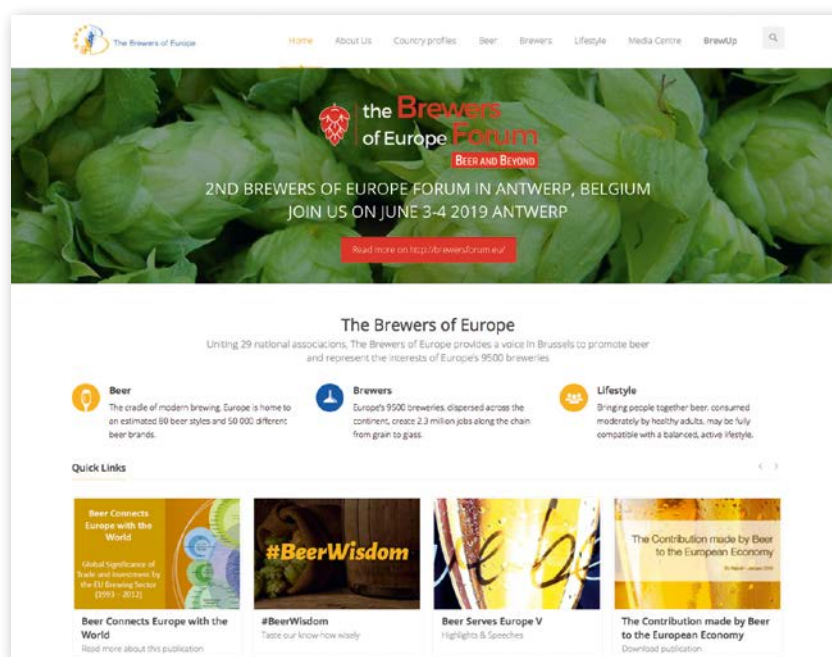 The Brewers of Europe
Home About Us Country profiles Beer Brewers Lifestyle Media Centre BrewUp
the Brewers
of Europe Forum
BEER AND BEYOND
2ND BREWERS OF EUROPE FORUM IN ANTWERP, BELGIUM
JOIN US ON JUNE 3-4 2019 ANTWERP
Read more on http://brewersforum.eu/
The Brewers of Europe
Uniting 29 national associations, The Brewers of Europe provides a voice in Brussels to promote beer
and represent the interests of Europe's 9500 breweries
Beer
The cradle of modern brewing, Europe is home to
an estimated 80 beer styles and 50 000 different
beer brands.
Brewers
Europe's 9500 breweries, dispersed across the
continent, create 2.3 million jobs along the chain
from grain to glass.
Lifestyle
Bringing people together beer, consumed
moderately by healthy adults, may be fully
compatible with a balanced, active lifestyle.
Quick Links
Beer Connects
Europe with the
World
Global Significance of
Trade and Investment by
the EU Brewing Sector
(1993 – 2012)
Beer Connects Europe with the
World
Read more about this publication
#BeerWisdom
#BeerWisdom
Taste our know-how wisely
Beer Serves Europe V
Highlights & Speeches
The Contribution made by Beer
to the European Economy
The Contribution made by Beer
to the European Economy
Download publication